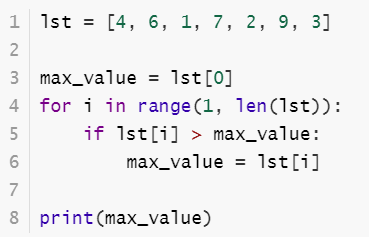 1 lst = [4, 6, 1, 7, 2, 9, 3]
2
3 max_value = lst[0]
4 for i in range(1, len(lst)):
5     if lst[i] > max_value:
6         max_value = lst[i]
7
8 print(max_value)